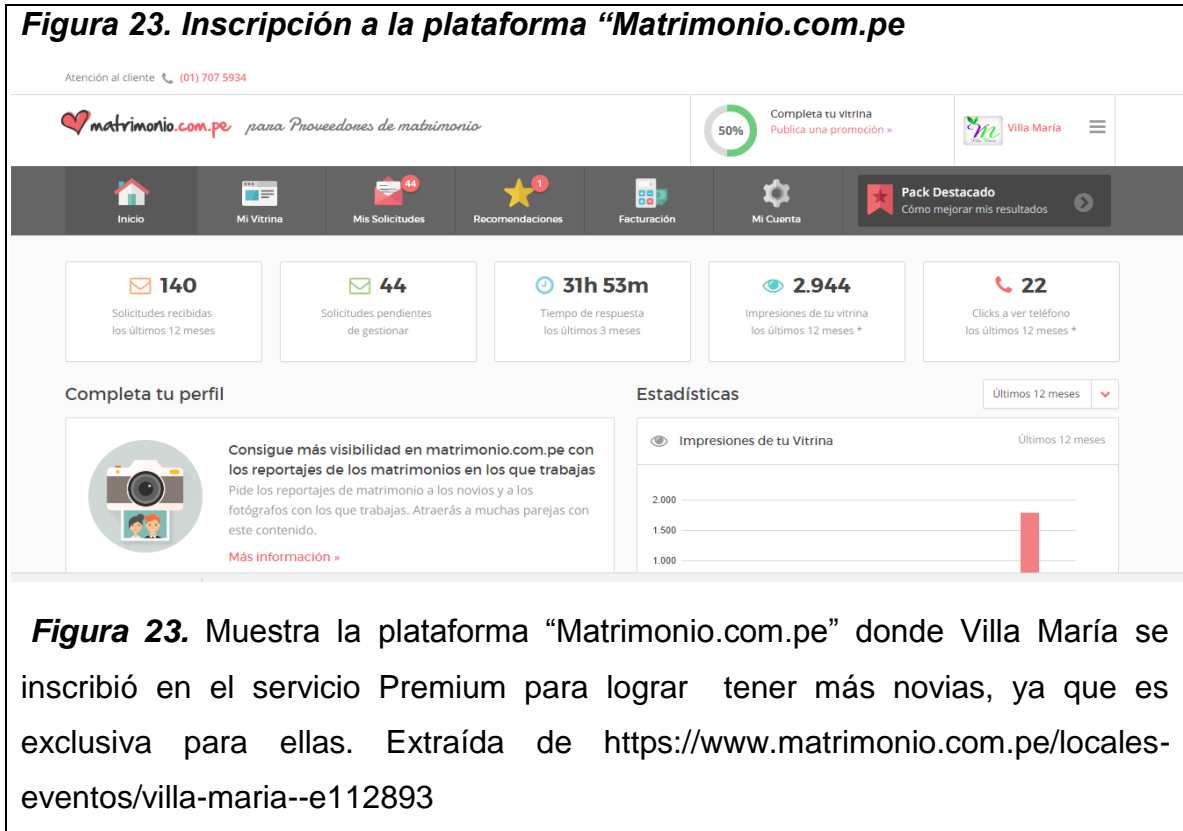 Figura 23. Inscripción a la plataforma “Matrimonio.com.pe
Atención al cliente (01) 707 5934
matrimonio.com.pe para Proveedores de matrimonio
50%
Completa tu vitrina
Publica una promoción »
Villa María
Inicio
Mi Vitrina
44
Mis Solicitudes
1
Recomendaciones
Facturación
Mi Cuenta
Pack Destacado
Cómo mejorar mis resultados
140
Solicitudes recibidas
los últimos 12 meses
44
Solicitudes pendientes
de gestionar
31h 53m
Tiempo de respuesta
los últimos 3 meses
2.944
Impresiones de tu vitrina
los últimos 12 meses *
22
Clicks a ver teléfono
los últimos 12 meses *
Completa tu perfil
Consigue más visibilidad en matrimonio.com.pe con
los reportajes de los matrimonios en los que trabajas
Pide los reportajes de matrimonio a los novios y a los
fotógrafos con los que trabajas. Atraerás a muchas parejas con
este contenido.
Más información »
Estadísticas
Últimos 12 meses
Impresiones de tu Vitrina
Últimos 12 meses
2.000
1.500
1.000
Figura 23. Muestra la plataforma “Matrimonio.com.pe” donde Villa María se
inscribió en el servicio Premium para lograr tener más novias, ya que es
exclusiva para ellas. Extraída de https://www.matrimonio.com.pe/locales-
eventos/villa-maria--e112893